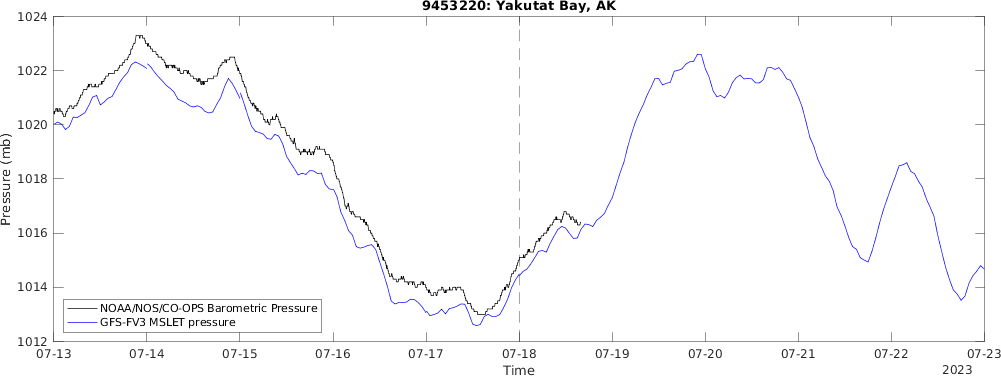 9453220: Yakutat Bay, AK
Pressure (mb)
1024
1022
1020
1018
1016
1014
1012
NOAA/NOS/CO-OPS Barometric Pressure
GFS-FV3 MSLET pressure
07-13 07-14 07-15 07-16 07-17 07-18 07-19 07-20 07-21 07-22 07-23
Time
2023